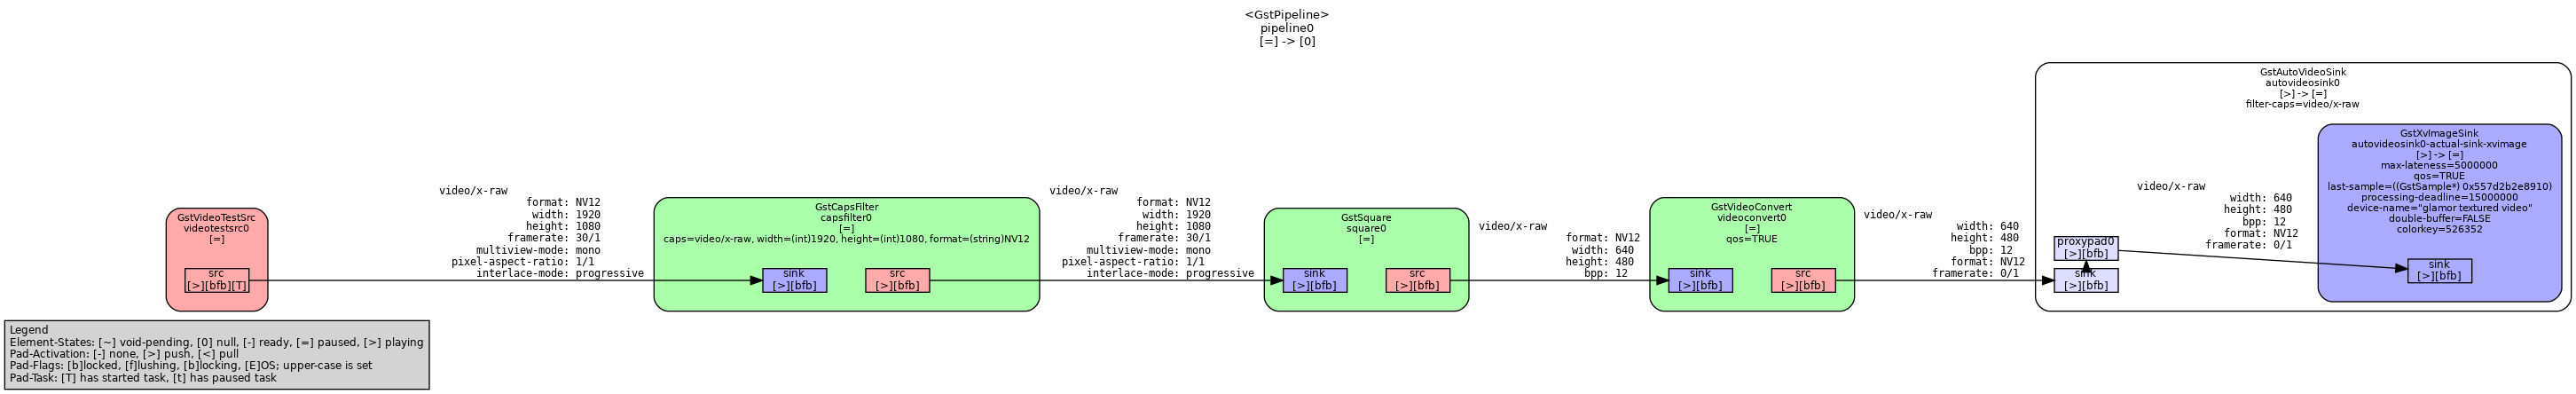 <GstPipeline>
pipeline0
[=] -> [0]
GstVideoTestSrc
videotestsrc0
[=]
src
[>][bfb][T]
video/x-raw
format: NV12
width: 1920
height: 1080
framerate: 30/1
multiview-mode: mono
pixel-aspect-ratio: 1/1
interlace-mode: progressive
GstCapsFilter
capsfilter0
[=]
caps=video/x-raw, width=(int)1920, height=(int)1080, format=(string)NV12
sink
[>][bfb]
src
[>][bfb]
video/x-raw
format: NV12
width: 1920
height: 1080
framerate: 30/1
multiview-mode: mono
pixel-aspect-ratio: 1/1
interlace-mode: progressive
GstSquare
square0
[=]
sink
[>][bfb]
src
[>][bfb]
video/x-raw
format: NV12
width: 640
height: 480
bpp: 12
GstVideoConvert
videoconvert0
[=]
qos=TRUE
sink
[>][bfb]
src
[>][bfb]
video/x-raw
width: 640
height: 480
bpp: 12
format: NV12
framerate: 0/1
GstAutoVideoSink
autovideosink0
[>] -> [=]
filter-caps=video/x-raw
proxypad0
[>][bfb]
sink
[>][bfb]
video/x-raw
width: 640
height: 480
bpp: 12
format: NV12
framerate: 0/1
GstXvImageSink
autovideosink0-actual-sink-xvimage
[>] -> [=]
max-lateness=5000000
qos=TRUE
last-sample=((GstSample*) 0x557d2b2e8910)
processing-deadline=15000000
device-name="glamor textured video"
double-buffer=FALSE
colorkey=526352
sink
[>][bfb]
Legend
Element-States: [~] void-pending, [0] null, [-] ready, [=] paused, [>] playing
Pad-Activation: [-] none, [>] push, [<] pull
Pad-Flags: [b]locked, [f]lushing, [b]locking, [E]OS; upper-case is set
Pad-Task: [T] has started task, [t] has paused task